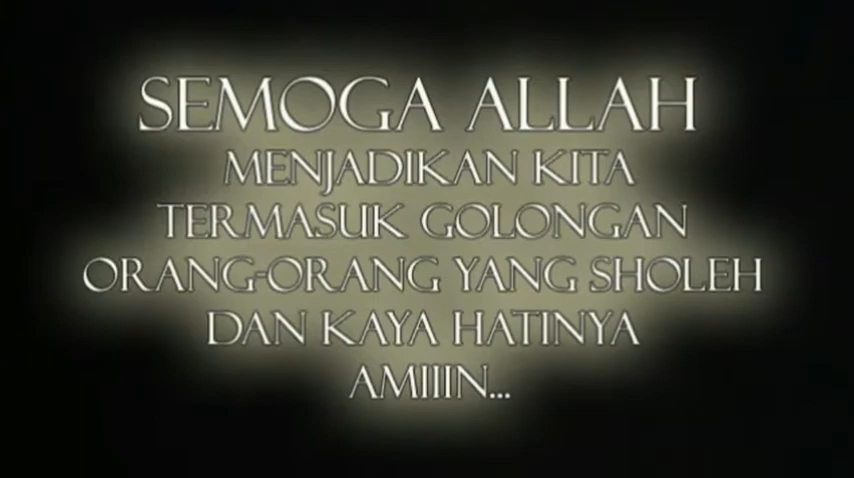 SEMOGA ALLAH
MENJADIKAN KITA
TERMASUK GOLONGAN
ORANG-ORANG YANG SHOLEH
DAN KAYA HATINYA
AMIIIN...